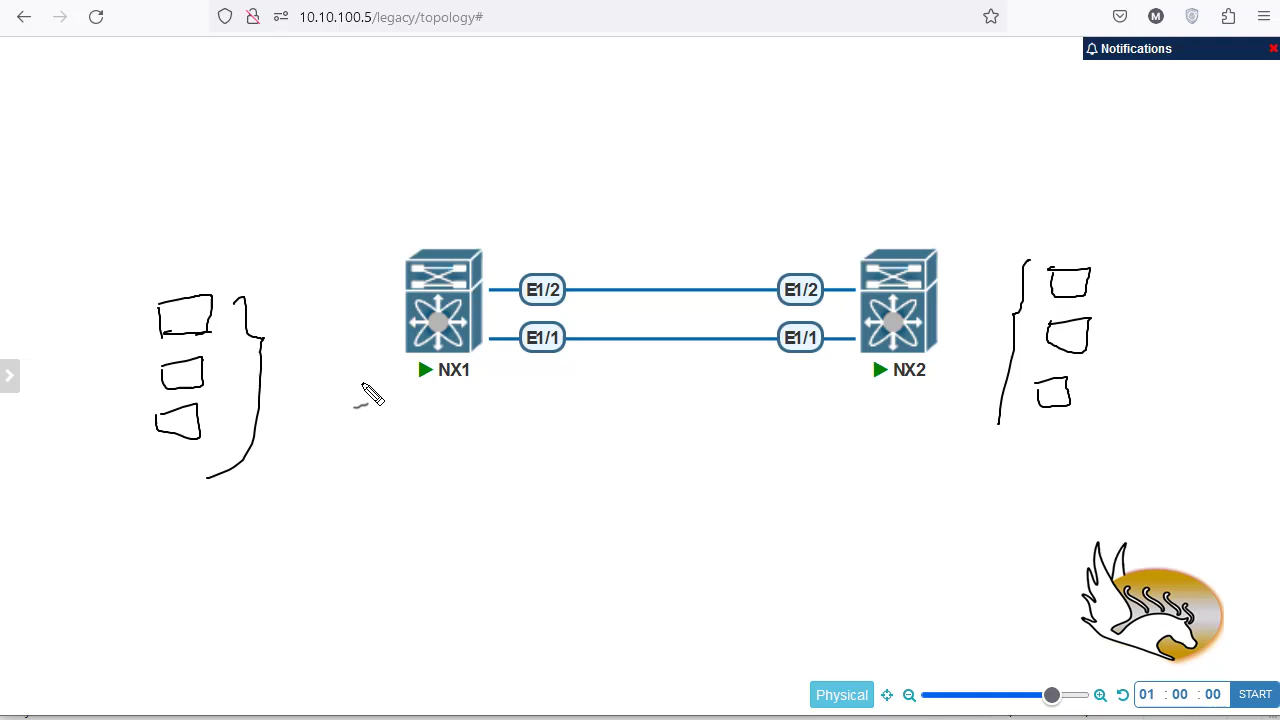 10.10.100.5/legacy/topology#
M
Notifications
E1/2
E1/2
E1/1
E1/1
NX1
NX2
Physical
01 : 00 : 00
START